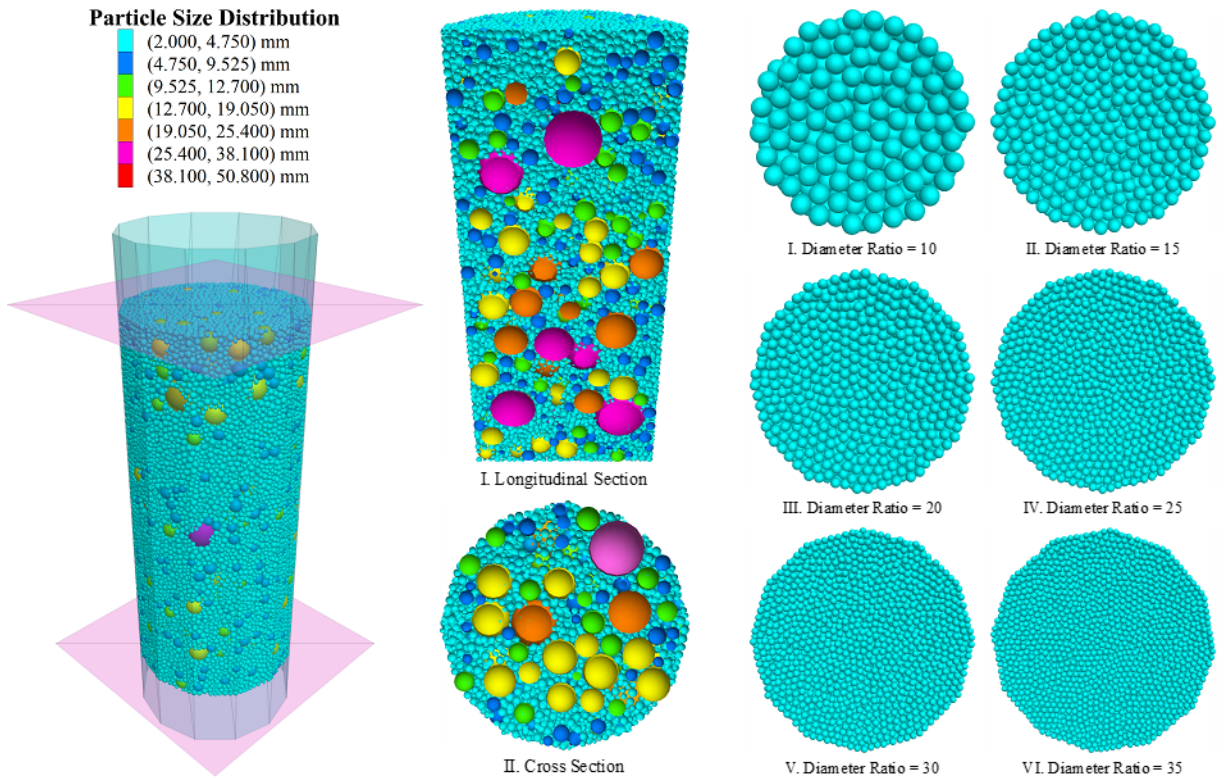 Particle Size Distribution
(2.000, 4.750) mm
(4.750, 9.525) mm
(9.525, 12.700) mm
(12.700, 19.050) mm
(19.050, 25.400) mm
(25.400, 38.100) mm
(38.100, 50.800) mm
I. Longitudinal Section
II. Cross Section
I. Diameter Ratio = 10
II. Diameter Ratio = 15
III. Diameter Ratio = 20
IV. Diameter Ratio = 25
V. Diameter Ratio = 30
VI. Diameter Ratio = 35